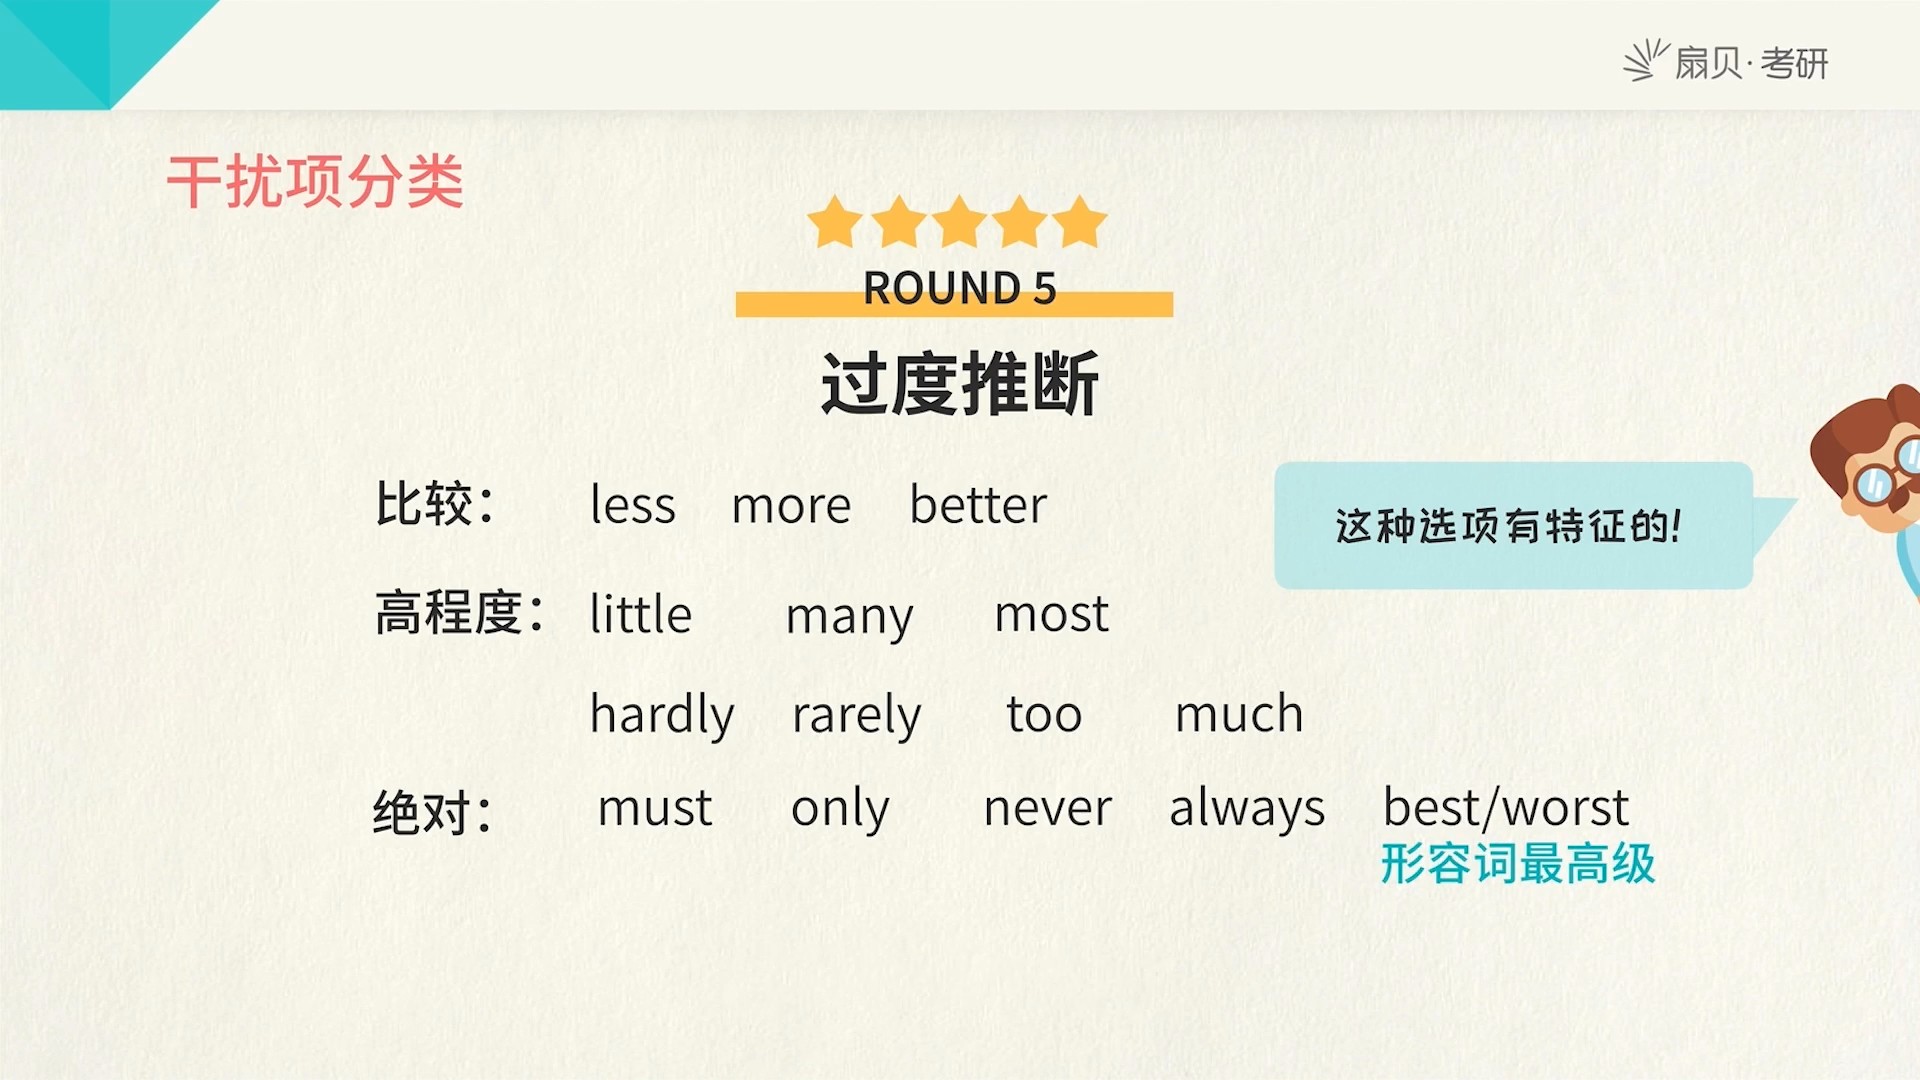 扇贝·考研
干扰项分类
ROUND 5
过度推断
比较： less more better
这种选项有特征的！
高程度： little many most
hardly rarely too much
绝对： must only never always best/worst
形容词最高级